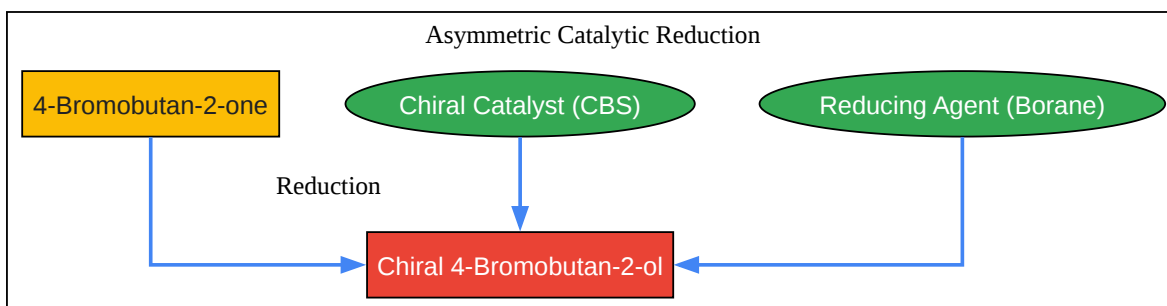 Asymmetric Catalytic Reduction
4-Bromobutan-2-one
Chiral Catalyst (CBS)
Reducing Agent (Borane)
Reduction
Chiral 4-Bromobutan-2-ol